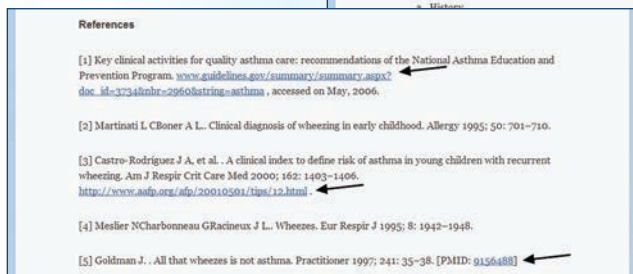 a. History
References
[1] Key clinical activities for quality asthma care: recommendations of the National Asthma Education and
Prevention Program. www.guidelines.gov/summary/summary.aspx?
doc_id=3734&nbr=2960&string=asthma , accessed on May, 2006.
[2] Martinati L CBoner A L.. Clinical diagnosis of wheezing in early childhood. Allergy 1995; 50: 701–710.
[3] Castro-Rodriguez J A, et al. . A clinical index to define risk of asthma in young children with recurrent
wheezing. Am J Respir Crit Care Med 2000; 162: 1403–1406.
http://www.aafp.org/afp/20010501/tips/12.html .
[4] Meslier NCharbonneau GRacineux J L.. Wheezes. Eur Respir J 1995; 8: 1942–1948.
[5] Goldman J. . All that wheezes is not asthma. Practitioner 1997; 241: 35–38. [PMID: 9156488]